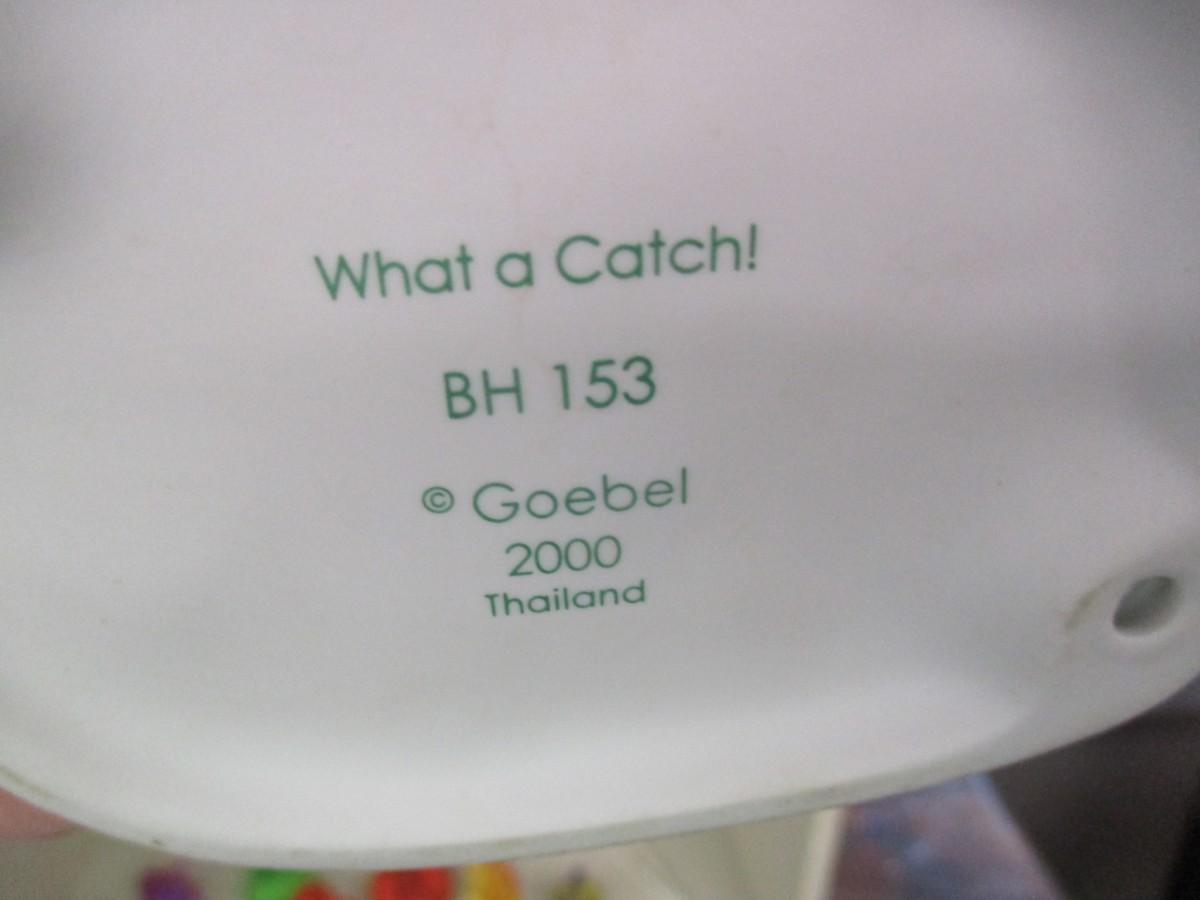 What a Catch!
BH 153
© Goebel
2000
Thailand